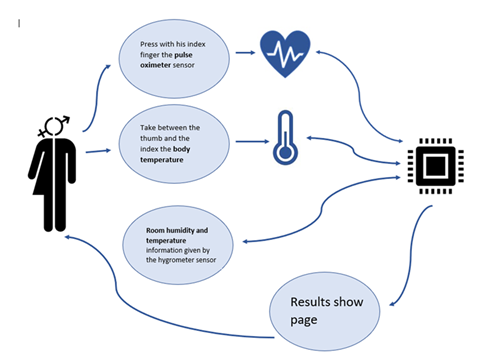 Press with his index
finger the pulse
oximeter sensor
Take between the
thumb and the
index the body
temperature
Room humidity and
temperature
information given by
the hygrometer sensor
Results show
page